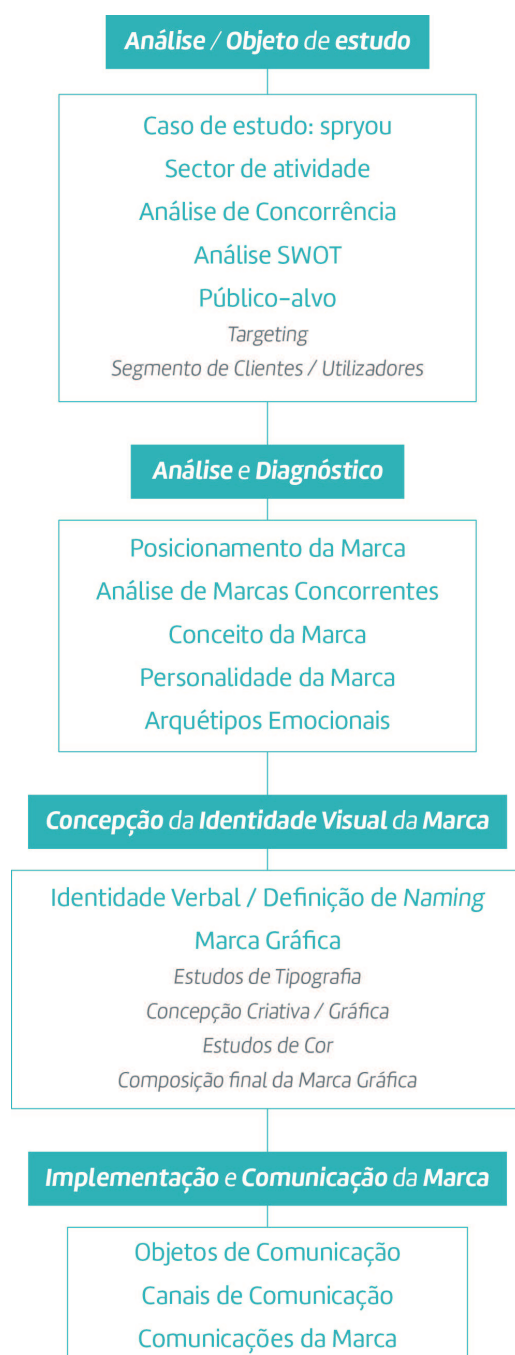 Análise / Objeto de estudo
Caso de estudo: spryou
Sector de atividade
Análise de Concorrência
Análise SWOT
Público-alvo
Targeting
Segmento de Clientes / Utilizadores
Análise e Diagnóstico
Posicionamento da Marca
Análise de Marcas Concorrentes
Conceito da Marca
Personalidade da Marca
Arquétipos Emocionais
Concepção da Identidade Visual da Marca
Identidade Verbal / Definição de Naming
Marca Gráfica
Estudos de Tipografia
Concepção Criativa / Gráfica
Estudos de Cor
Composição final da Marca Gráfica
Implementação e Comunicação da Marca
Objetos de Comunicação
Canais de Comunicação
Comunicações da Marca